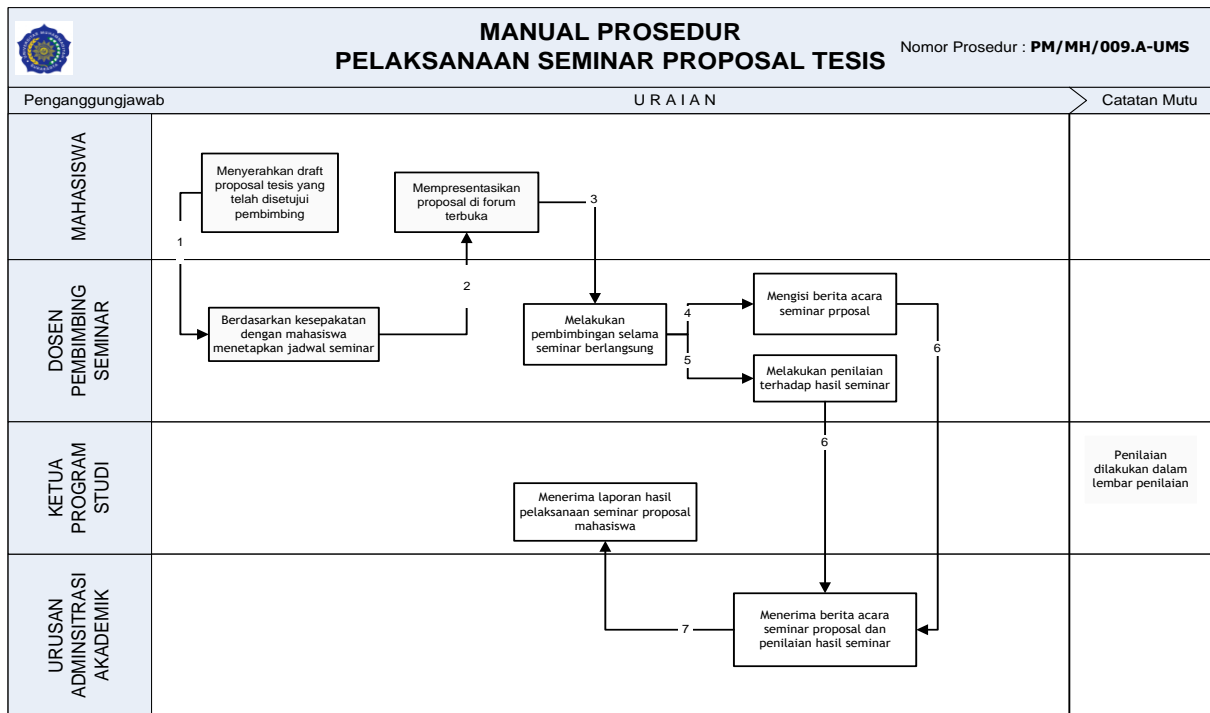 MANUAL PROSEDUR
PELAKSANAAN SEMINAR PROPOSAL TESIS
Nomor Prosedur : PM/MH/009.A-UMS
Penganggungjawab
U R A I A N
Catatan Mutu
MAHASISWA
Menyerahkan draft
proposal tesis yang
telah disetujui
pembimbing
Mempresentasikan
proposal di forum
terbuka
3
1
2
DOSEN
PEMBIMBING
SEMINAR
Berdasarkan kesepakatan
dengan mahasiswa
menetapkan jadwal seminar
Melakukan
pembimbingan selama
seminar berlangsung
4
5
Mengisi berita acara
seminar prposal
Melakukan penilaian
terhadap hasil seminar
6
6
KETUA
PROGRAM
STUDI
Menerima laporan hasil
pelaksanaan seminar proposal
mahasiswa
Penilaian
dilakukan dalam
lembar penilaian
URUSAN
ADMINSITRASI
AKADEMIK
7
Menerima berita acara
seminar proposal dan
penilaian hasil seminar